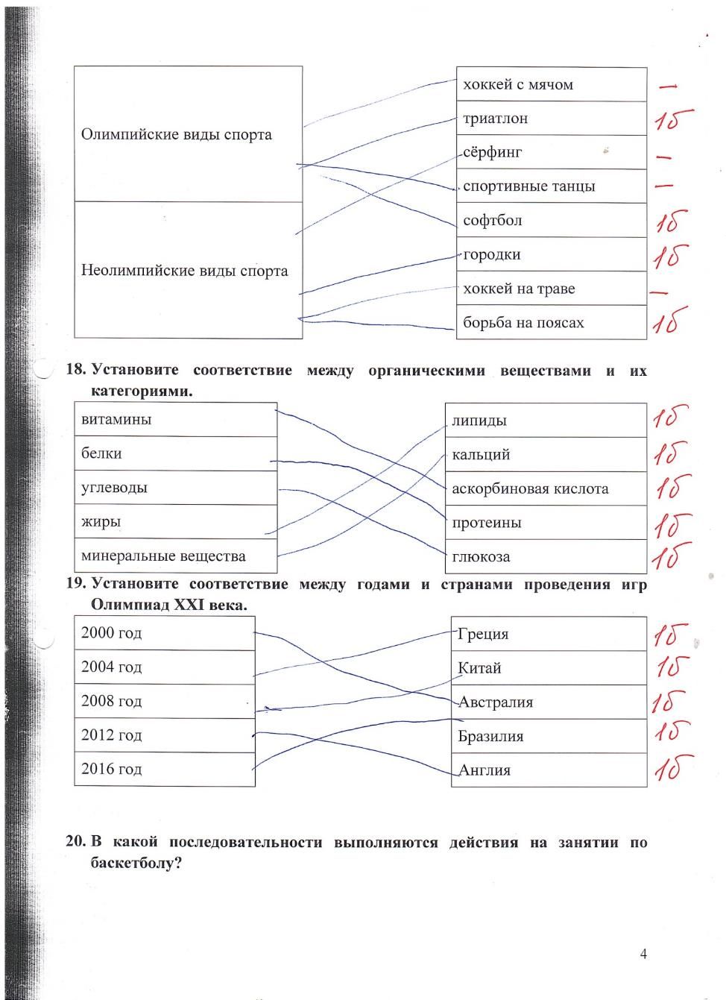 хоккей с мячом –
триатлон 1б
Олимпийские виды спорта
сёрфинг –
спортивные танцы –
софтбол 1б
городки 1б
Неолимпийские виды спорта
хоккей на траве –
борьба на поясах 1б
18. Установите соответствие между органическими веществами и их
категориями.
витамины липиды 1б
белки кальций 1б
углеводы аскорбиновая кислота 1б
жиры протеины 1б
минеральные вещества глюкоза 1б
19. Установите соответствие между годами и странами проведения игр
Олимпиад XXI века.
2000 год Греция 1б
2004 год Китай 1б
2008 год Австралия 1б
2012 год Бразилия 1б
2016 год Англия 1б
20. В какой последовательности выполняются действия на занятии по
баскетболу?
4